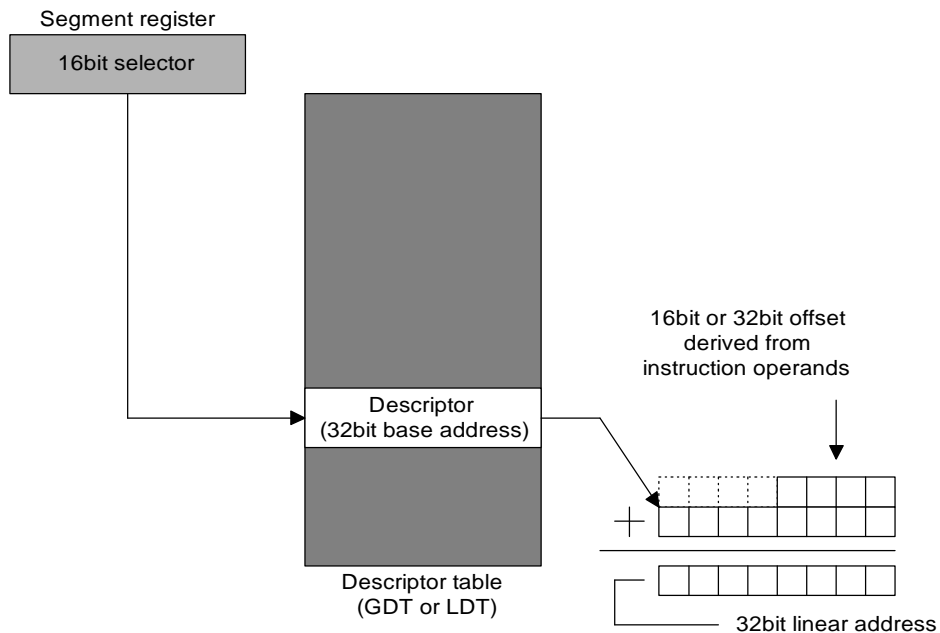 Segment register
16bit selector
16bit or 32bit offset
derived from
instruction operands
Descriptor
(32bit base address)
+
Descriptor table
(GDT or LDT)
32bit linear address